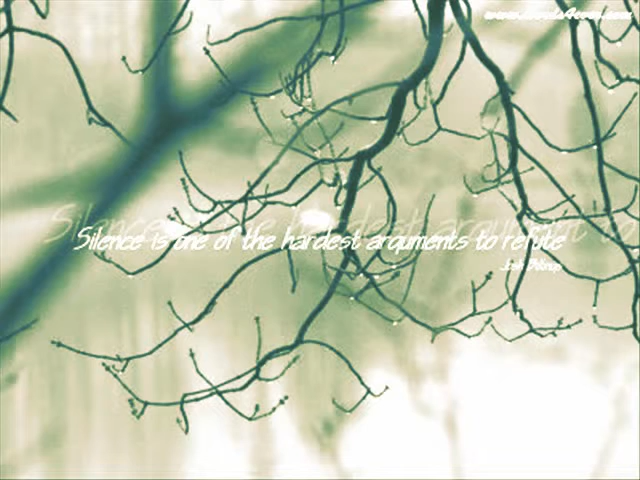 Silence is one of the hardest arguments to refute
Josh Billings